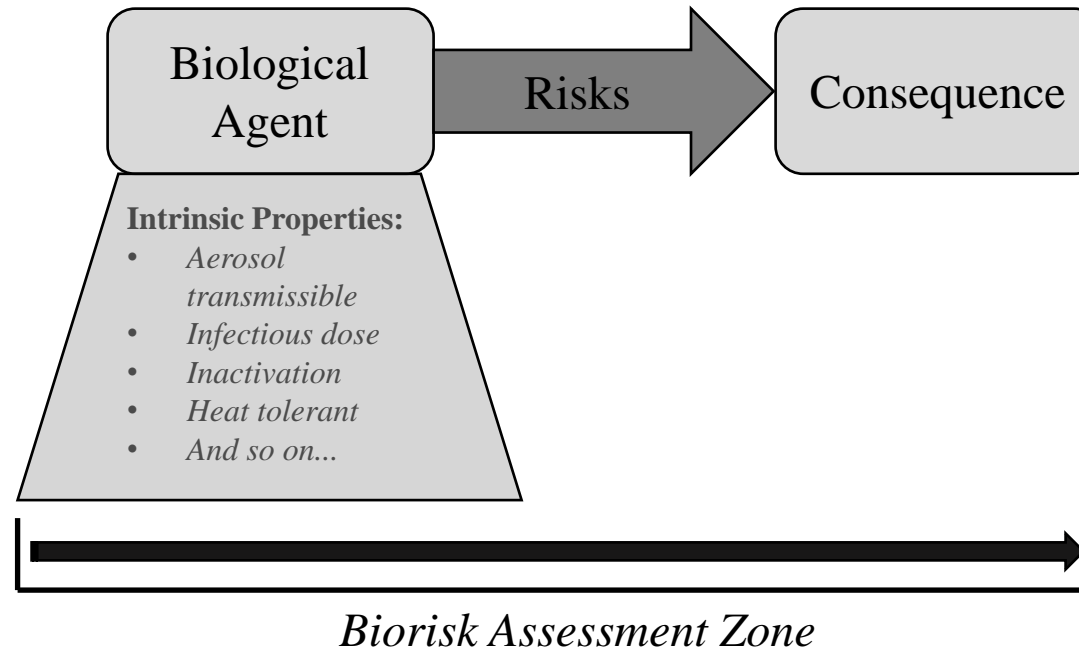 Biological
Agent
Risks
Consequence
Intrinsic Properties:
• Aerosol
transmissible
• Infectious dose
• Inactivation
• Heat tolerant
• And so on...
Biorisk Assessment Zone